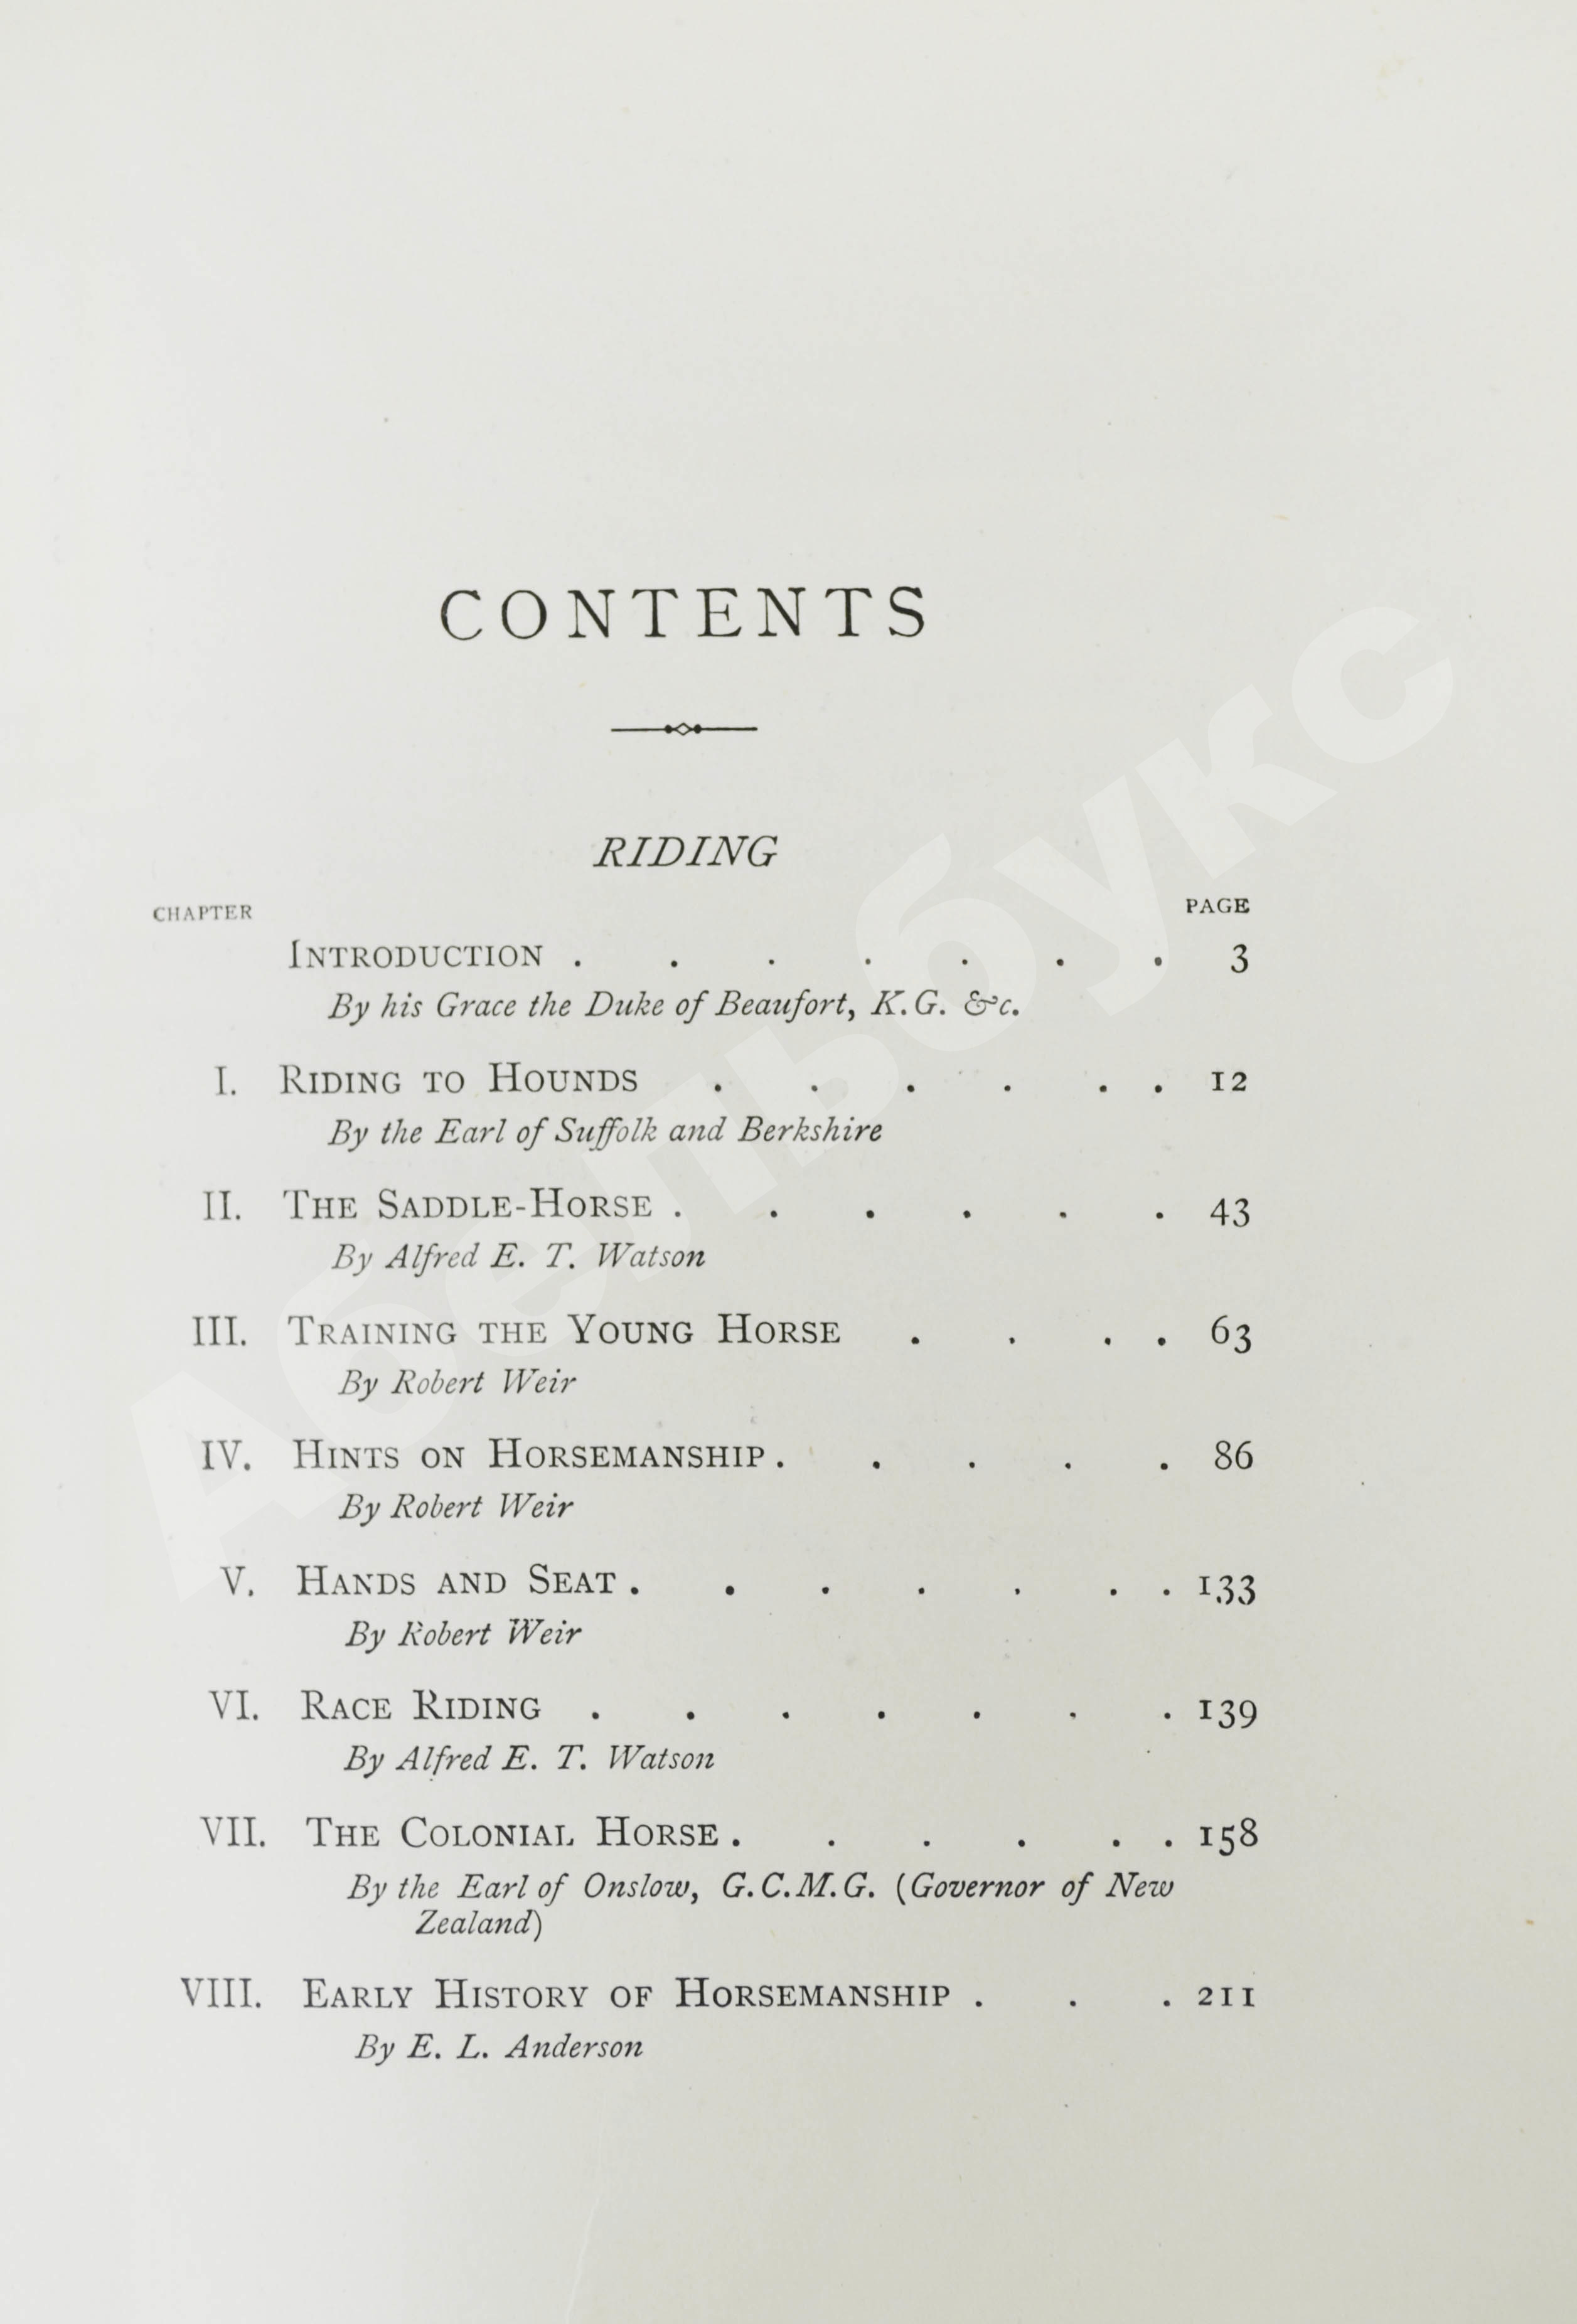 CONTENTS
RIDING
CHAPTER PAGE
INTRODUCTION . . . . . . . 3
By his Grace the Duke of Beaufort, K.G. &c.
I. RIDING TO HOUNDS . . . . . . 12
By the Earl of Suffolk and Berkshire
II. THE SADDLE-HORSE . . . . . . 43
By Alfred E. T. Watson
III. TRAINING THE YOUNG HORSE . . . . 63
By Robert Weir
IV. HINTS ON HORSEMANSHIP . . . . . 86
By Robert Weir
V. HANDS AND SEAT . . . . . . . 133
By Robert Weir
VI. RACE RIDING . . . . . . . 139
By Alfred E. T. Watson
VII. THE COLONIAL HORSE . . . . . . 158
By the Earl of Onslow, G.C.M.G. (Governor of New
Zealand)
VIII. EARLY HISTORY OF HORSEMANSHIP . . . 211
By E. L. Anderson
Абельбукс